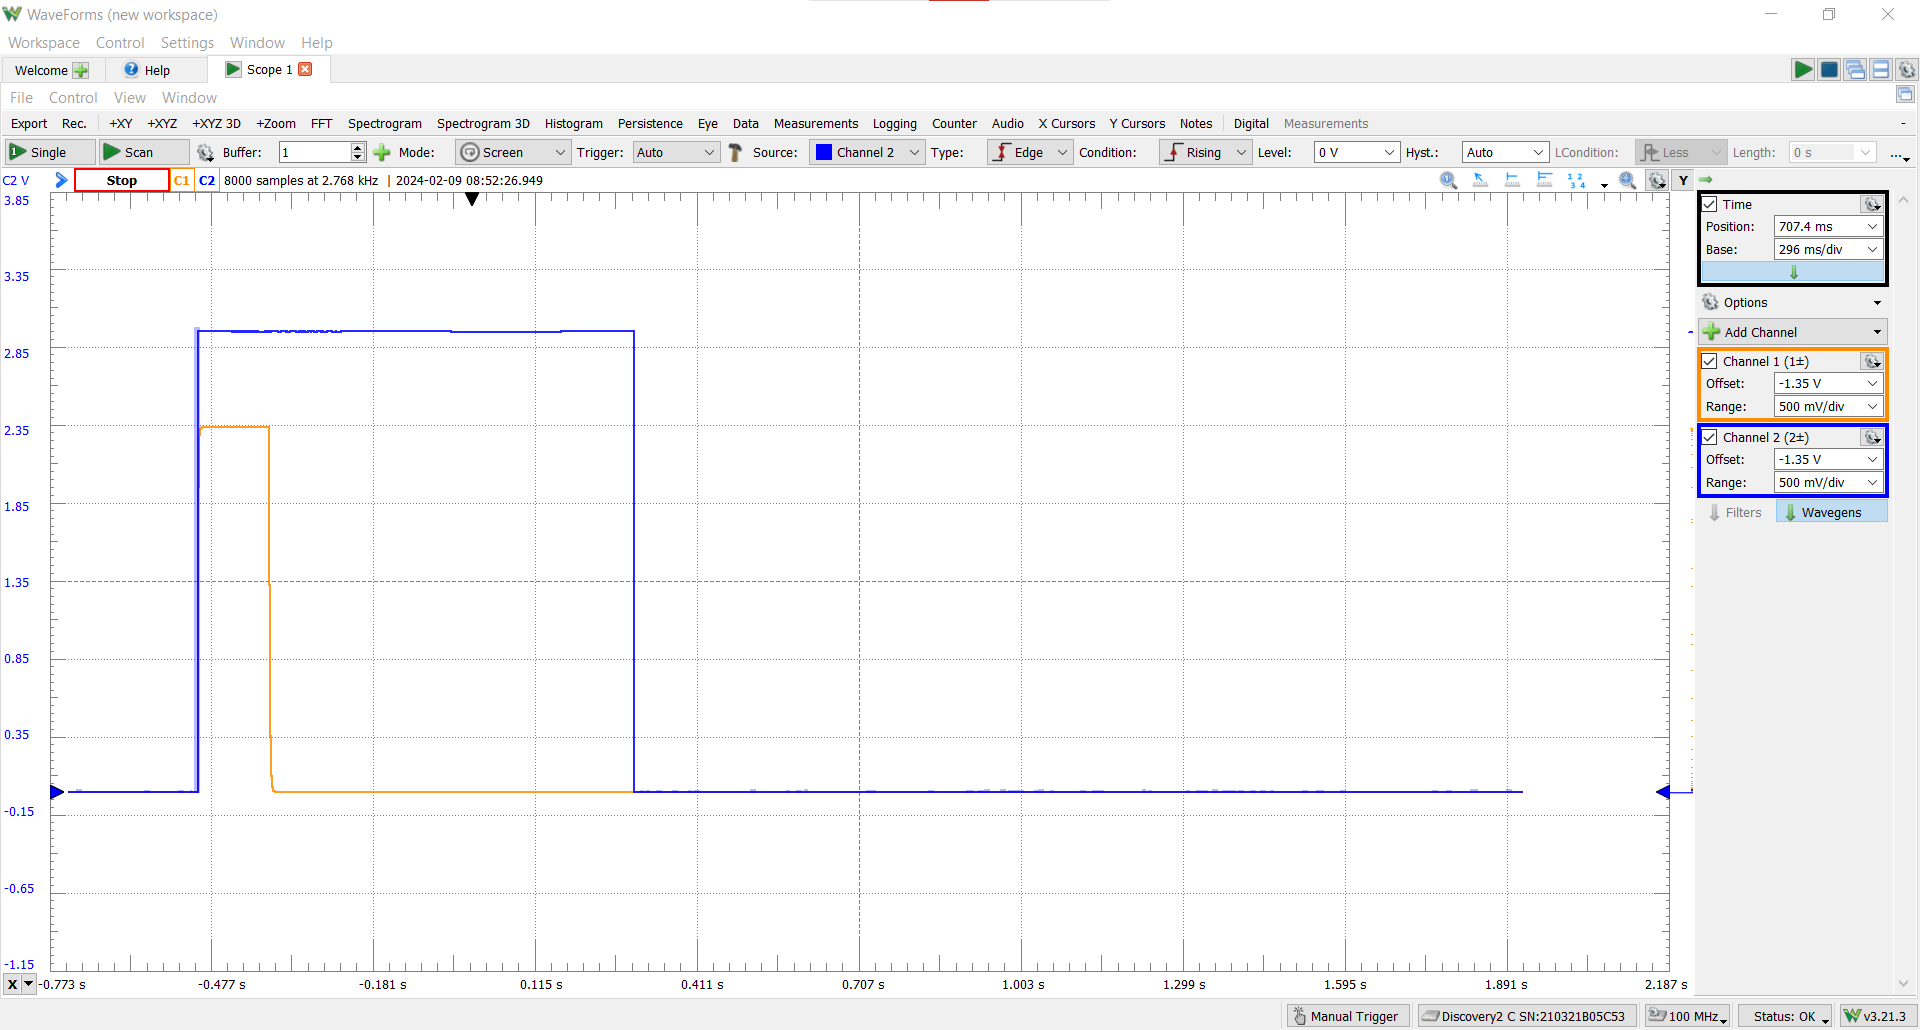 WaveForms (new workspace)
Workspace Control Settings Window Help
Welcome Help Scope 1
File Control View Window
Export Rec. +XY +XYZ +XYZ 3D +Zoom FFT Spectrogram Spectrogram 3D Histogram Persistence Eye Data Measurements Logging Counter Audio X Cursors Y Cursors Notes Digital Measurements
Single Scan Buffer: 1 Mode: Screen Trigger: Auto Source: Channel 2 Type: Edge Condition: Rising Level: 0 V Hyst.: Auto LCondition: Less Length: 0 s ...
C2 V Stop C1 C2 8000 samples at 2.768 kHz | 2024-02-09 08:52:26.949 Y
3.85
3.35
2.85
2.35
1.85
1.35
0.85
0.35
-0.15
-0.65
-1.15
X -0.773 s -0.477 s -0.181 s 0.115 s 0.411 s 0.707 s 1.003 s 1.299 s 1.595 s 1.891 s 2.187 s
Time
Position: 707.4 ms
Base: 296 ms/div
Options
Add Channel
Channel 1 (1±)
Offset: -1.35 V
Range: 500 mV/div
Channel 2 (2±)
Offset: -1.35 V
Range: 500 mV/div
Filters Wavegens
Manual Trigger Discovery2 C SN:210321B05C53 100 MHz Status: OK v3.21.3